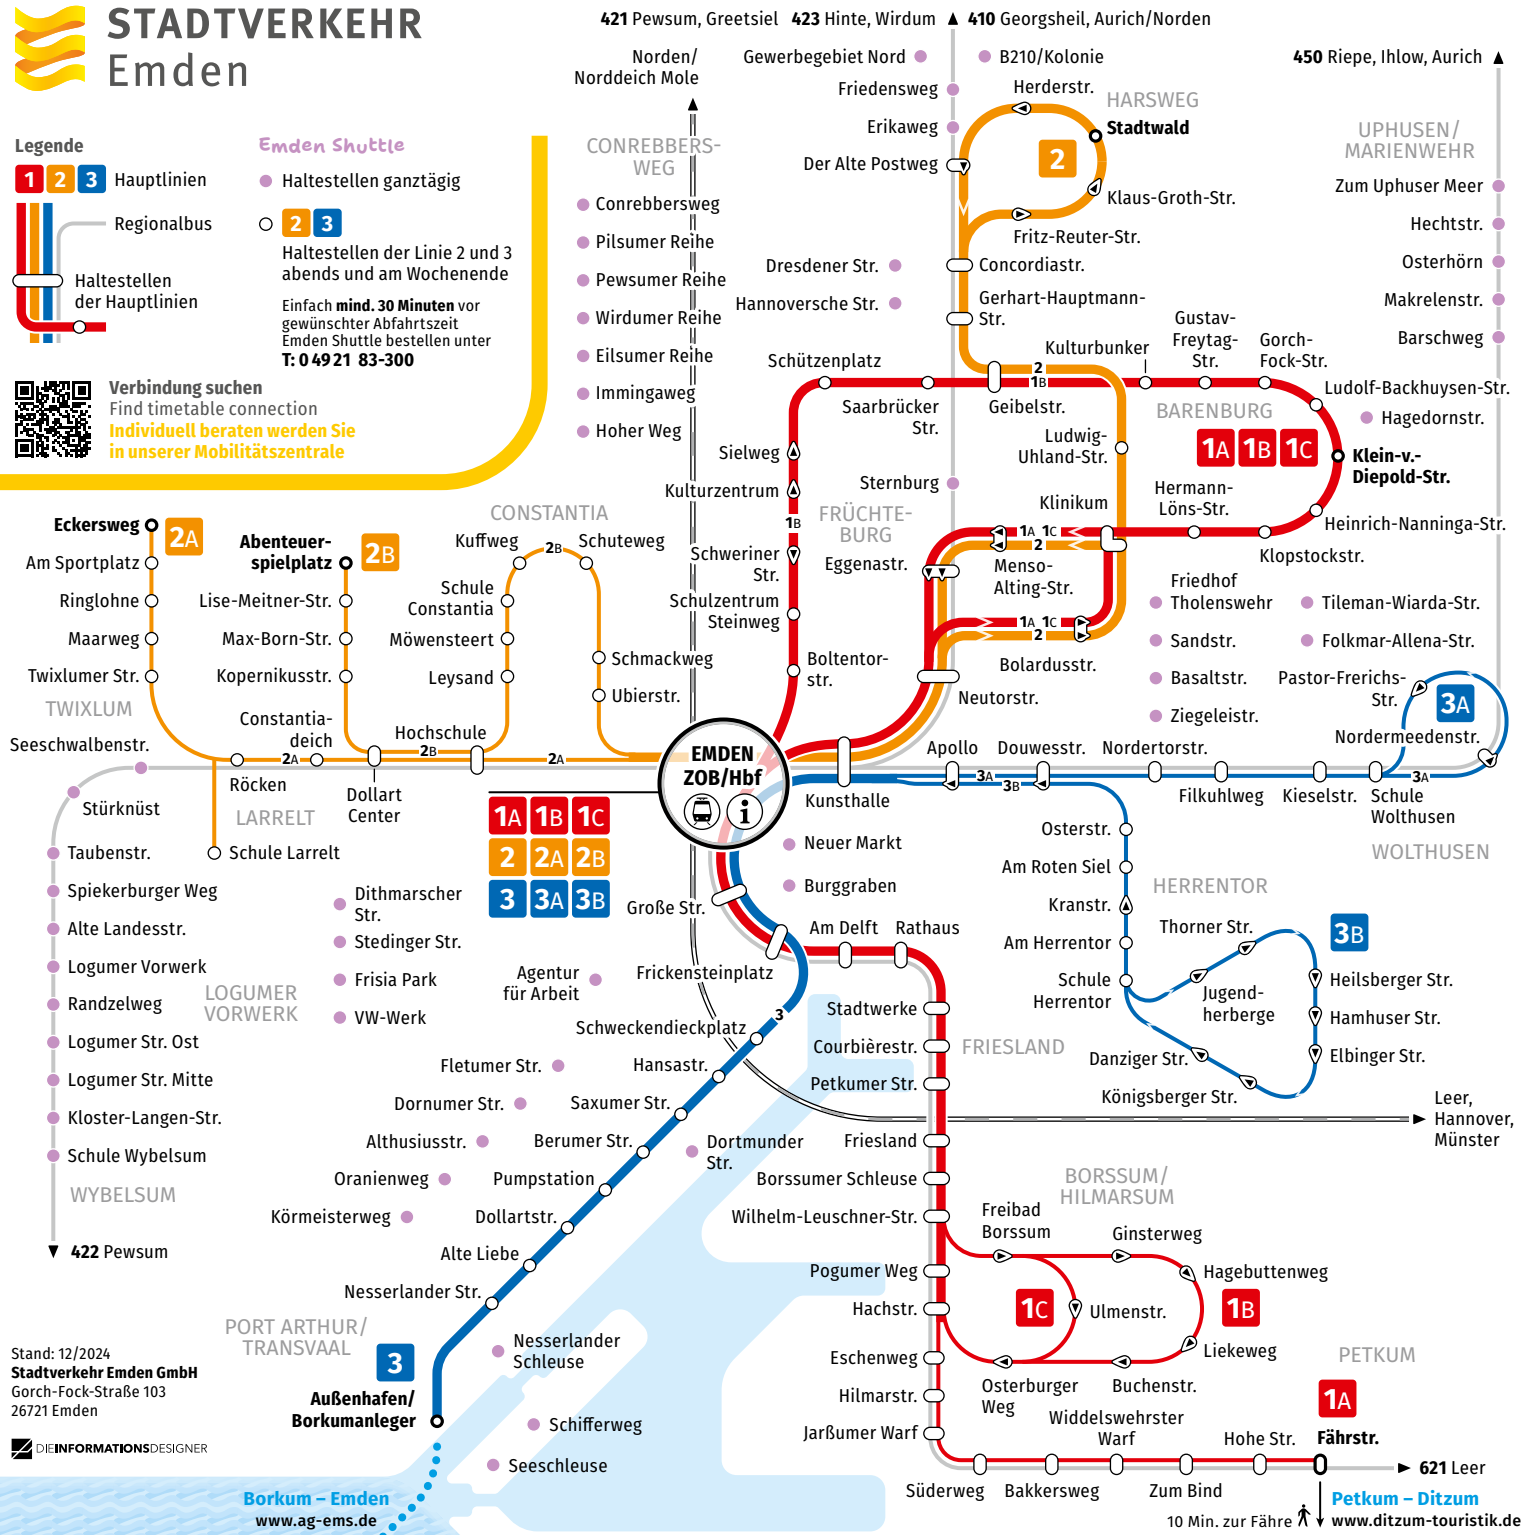 STADTVERKEHR
Emden
421 Pewsum, Greetsiel
423 Hinte, Wirdum
410 Georgsheil, Aurich/Norden
450 Riepe, Ihlow, Aurich
Norden/
Norddeich Mole
Gewerbegebiet Nord
B210/Kolonie
Friedensweg
Erikaweg
Der Alte Postweg
Herderstr.
HARSWEG
Stadtwald
2
Klaus-Groth-Str.
Fritz-Reuter-Str.
Concordiastr.
Gerhart-Hauptmann-
Str.
Dresdener Str.
Hannoversche Str.
Legende
1 2 3 Hauptlinien
Regionalbus
Haltestellen
der Hauptlinien
Emden Shuttle
Haltestellen ganztägig
2 3
Haltestellen der Linie 2 und 3
abends und am Wochenende
Einfach mind. 30 Minuten vor
gewünschter Abfahrtszeit
Emden Shuttle bestellen unter
T: 0 49 21 83-300
Verbindung suchen
Find timetable connection
Individuell beraten werden Sie
in unserer Mobilitätszentrale
CONREBBERS-
WEG
Conrebbersweg
Pilsumer Reihe
Pewsumer Reihe
Wirdumer Reihe
Eilsumer Reihe
Immingaweg
Hoher Weg
UPHUSEN/
MARIENWEHR
Zum Uphuser Meer
Hechtstr.
Osterhörn
Makrelenstr.
Barschweg
Schützenplatz
Saarbrücker
Str.
2
1B
Geibelstr.
Kulturbunker
Gustav-
Freytag-
Str.
Gorch-
Fock-Str.
Ludolf-Backhuysen-Str.
Hagedornstr.
BARENBURG
1A 1B 1C
Klein-v.-
Diepold-Str.
Heinrich-Nanninga-Str.
Klopstockstr.
Hermann-
Löns-Str.
Ludwig-
Uhland-Str.
Klinikum
Sielweg
Kulturzentrum
1B
Schweriner
Str.
Schulzentrum
Steinweg
Boltentor-
str.
Sternburg
FRÜCHTE-
BURG
Eggenastr.
1A 1C
2
Menso-
Alting-Str.
1A 1C
2
Bolardusstr.
Neutorstr.
Friedhof
Tholenswehr
Sandstr.
Basaltstr.
Ziegeleistr.
Tileman-Wiarda-Str.
Folkmar-Allena-Str.
Pastor-Frerichs-
Str.
3A
Nordermeedenstr.
Eckersweg
2A
Am Sportplatz
Ringlohne
Maarweg
Twixlumer Str.
TWIXLUM
Abenteuer-
spielplatz
2B
Lise-Meitner-Str.
Max-Born-Str.
Kopernikusstr.
CONSTANTIA
Kuffweg
2B
Schuteweg
Schule
Constantia
Möwensteert
Leysand
Schmackweg
Ubierstr.
Seeschwalbenstr.
Constantia-
deich
Hochschule
2A
2B
2A
Röcken
Dollart
Center
Stürknüst
LARRELT
Schule Larrelt
EMDEN
ZOB/Hbf
i
1A 1B 1C
2 2A 2B
3 3A 3B
Kunsthalle
Apollo
Douwesstr.
3A
3B
Nordertorstr.
Filkuhlweg
Kieselstr.
Schule
Wolthusen
3A
WOLTHUSEN
Neuer Markt
Burggraben
Osterstr.
Am Roten Siel
Kranstr.
Am Herrentor
Schule
Herrentor
HERRENTOR
3B
Thorner Str.
Jugend-
herberge
Heilsberger Str.
Hamhuser Str.
Elbinger Str.
Danziger Str.
Königsberger Str.
Taubenstr.
Spiekerburger Weg
Alte Landesstr.
Logumer Vorwerk
Randzelweg
Logumer Str. Ost
Logumer Str. Mitte
Kloster-Langen-Str.
Schule Wybelsum
WYBELSUM
422 Pewsum
LOGUMER
VORWERK
Dithmarscher
Str.
Stedinger Str.
Frisia Park
VW-Werk
Agentur
für Arbeit
Große Str.
Frickensteinplatz
Am Delft
Rathaus
Stadtwerke
Courbièrestr.
FRIESLAND
Petkumer Str.
Friesland
Borssumer Schleuse
Wilhelm-Leuschner-Str.
Leer,
Hannover,
Münster
3
Schweckendieckplatz
Hansastr.
Saxumer Str.
Berumer Str.
Pumpstation
Dollartstr.
Alte Liebe
Nesserlander Str.
Fletumer Str.
Dornumer Str.
Althusiusstr.
Oranienweg
Körmeisterweg
Dortmunder
Str.
PORT ARTHUR/
TRANSVAAL
3
Außenhafen/
Borkumanleger
Nesserlander
Schleuse
Schifferweg
Seeschleuse
BORSSUM/
HILMARSUM
Freibad
Borssum
Ginsterweg
Hagebuttenweg
Pogumer Weg
Hachstr.
1C
Ulmenstr.
1B
Liekeweg
Eschenweg
Osterburger
Weg
Buchenstr.
Hilmarstr.
Jarßumer Warf
Widdelswehrster
Warf
Hohe Str.
PETKUM
1A
Fährstr.
621 Leer
Süderweg
Bakkersweg
Zum Bind
10 Min. zur Fähre
Petkum – Ditzum
www.ditzum-touristik.de
Stand: 12/2024
Stadtverkehr Emden GmbH
Gorch-Fock-Straße 103
26721 Emden
DIEINFORMATIONSDESIGNER
Borkum – Emden
www.ag-ems.de